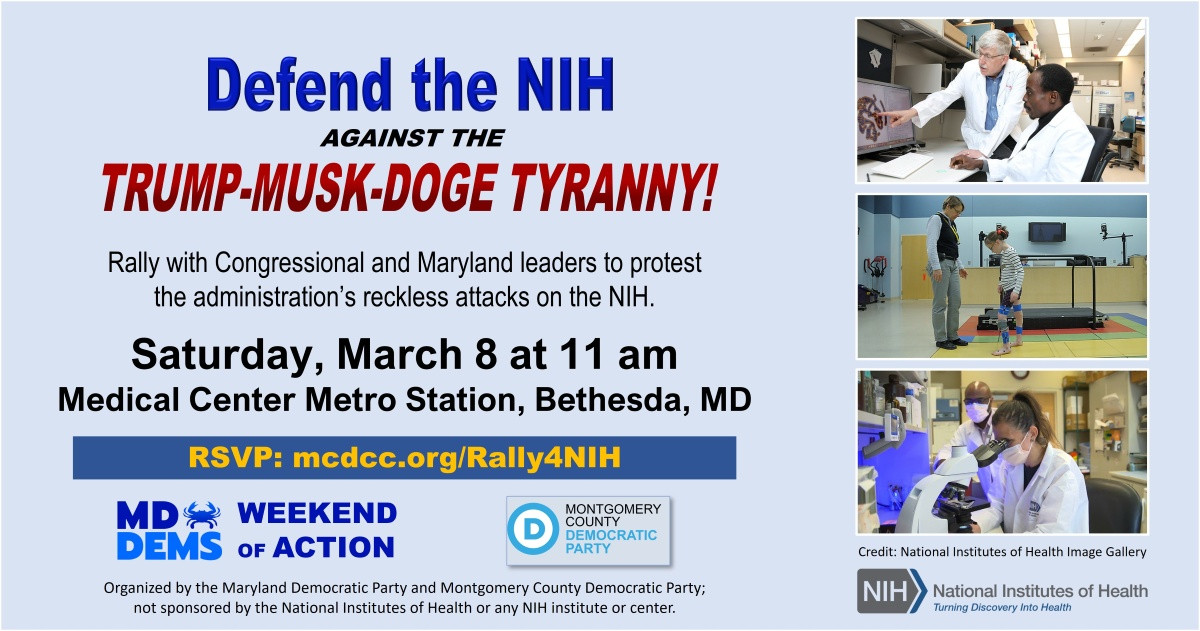 Defend the NIH
AGAINST THE
TRUMP-MUSK-DOGE TYRANNY!
Rally with Congressional and Maryland leaders to protest
the administration’s reckless attacks on the NIH.
Saturday, March 8 at 11 am
Medical Center Metro Station, Bethesda, MD
RSVP: mcdcc.org/Rally4NIH
MD
DEMS
WEEKEND
OF ACTION
D
MONTGOMERY
COUNTY
DEMOCRATIC
PARTY
Organized by the Maryland Democratic Party and Montgomery County Democratic Party;
not sponsored by the National Institutes of Health or any NIH institute or center.
Credit: National Institutes of Health Image Gallery
NIH
National Institutes of Health
Turning Discovery Into Health